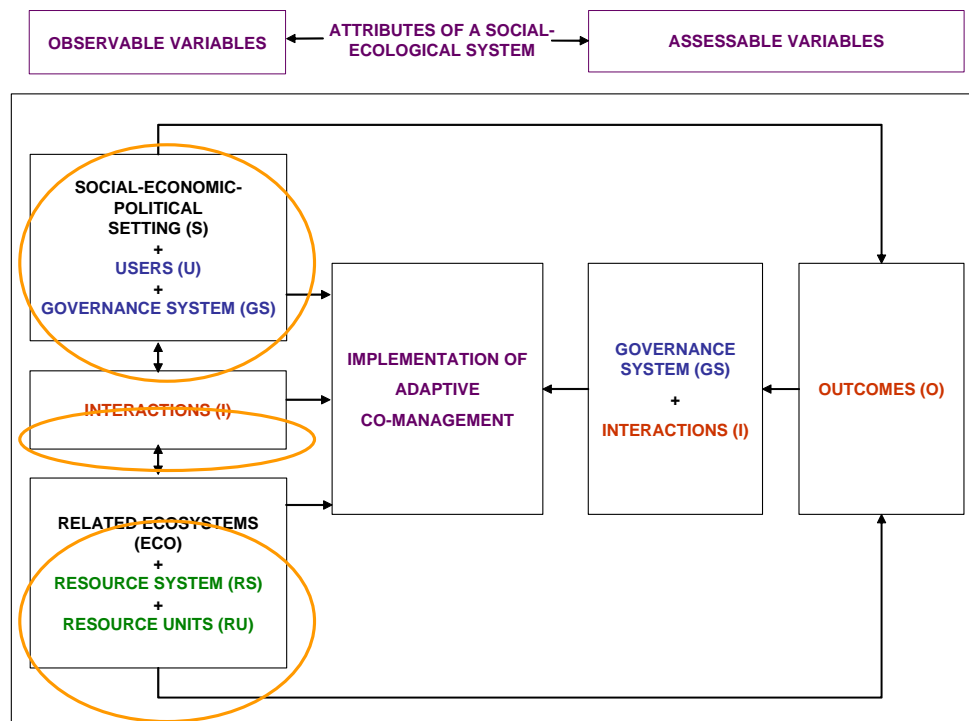 OBSERVABLE VARIABLES
ATTRIBUTES OF A SOCIAL-
ECOLOGICAL SYSTEM
ASSESSABLE VARIABLES
SOCIAL-ECONOMIC-
POLITICAL
SETTING (S)
+
USERS (U)
+
GOVERNANCE SYSTEM (GS)
INTERACTIONS (I)
RELATED ECOSYSTEMS
(ECO)
+
RESOURCE SYSTEM (RS)
+
RESOURCE UNITS (RU)
IMPLEMENTATION OF
ADAPTIVE
CO-MANAGEMENT
GOVERNANCE
SYSTEM (GS)
+
INTERACTIONS (I)
OUTCOMES (O)